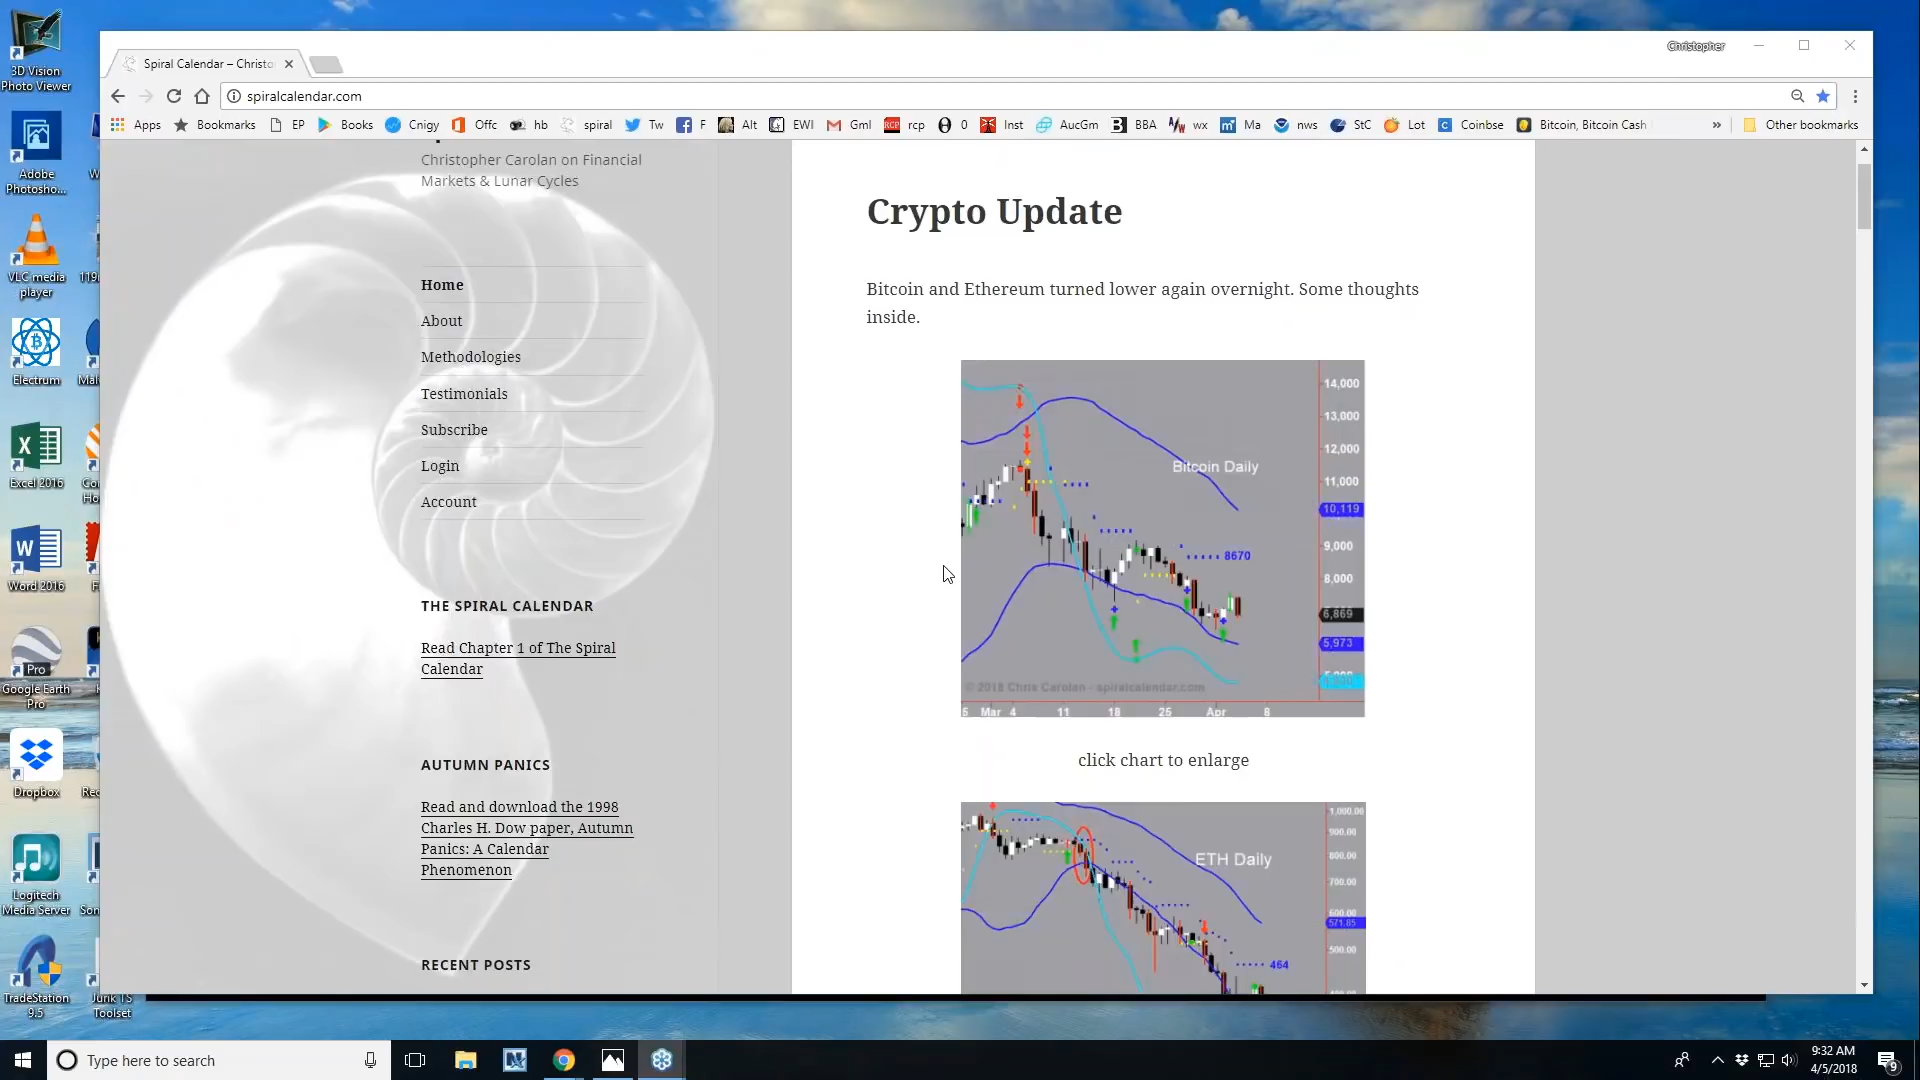 Christopher
Spiral Calendar – Christo
spiralcalendar.com
Apps Bookmarks EP Books Cnigy Offc hb spiral Tw F Alt EWI Gml rcp 0 Inst AucGm BBA wx Ma nws StC Lot Coinbse Bitcoin, Bitcoin Cash » Other bookmarks
3D Vision
Photo Viewer
Adobe
Photosho...
VLC media
player
Electrum
Excel 2016
Word 2016
Pro
Google Earth
Pro
Dropbox
Logitech
Media Server
TradeStation
9.5
Jurik TS
Toolset
Christopher Carolan on Financial
Markets & Lunar Cycles
Home
About
Methodologies
Testimonials
Subscribe
Login
Account
THE SPIRAL CALENDAR
Read Chapter 1 of The Spiral
Calendar
AUTUMN PANICS
Read and download the 1998
Charles H. Dow paper, Autumn
Panics: A Calendar
Phenomenon
RECENT POSTS
Crypto Update
Bitcoin and Ethereum turned lower again overnight. Some thoughts
inside.
Bitcoin Daily
14,000
13,000
12,000
11,000
10,119
9,000
8670
8,000
6,869
5,973
© 2018 Chris Carolan - spiralcalendar.com
5 Mar 4 11 18 25 Apr 8
click chart to enlarge
ETH Daily
1,000.00
900.00
800.00
700.00
600.00
571.85
500.00
464
Type here to search
9:32 AM
4/5/2018
9